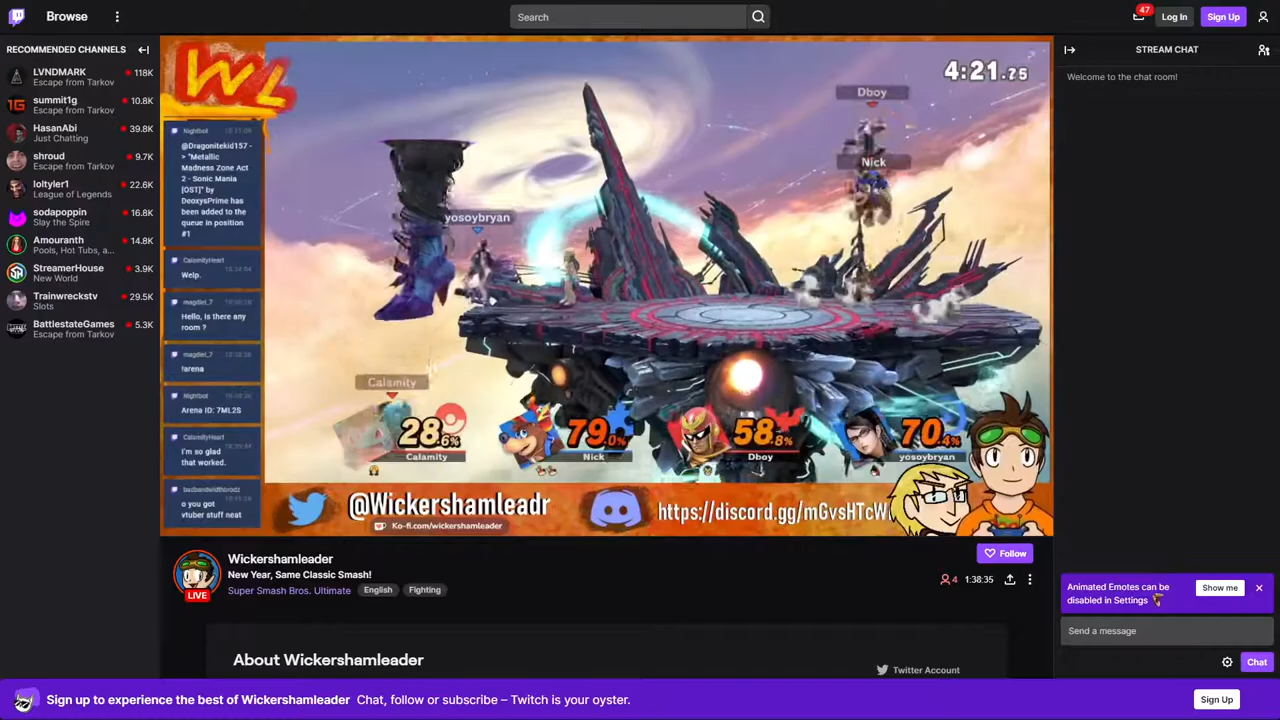 Browse
Search
47
Log In
Sign Up
RECOMMENDED CHANNELS
LVNDMARK
118K
Escape from Tarkov
summit1g
10.8K
Escape from Tarkov
HasanAbi
39.8K
Just Chatting
shroud
9.7K
Escape from Tarkov
loltyler1
22.6K
League of Legends
sodapoppin
16.8K
Slay the Spire
Amouranth
14.8K
Pools, Hot Tubs, a...
StreamerHouse
3.9K
New World
Trainwreckstv
29.5K
Slots
BattlestateGames
5.3K
Escape from Tarkov
WL
Nightbot
@Dragonitekid157 -
> "Metallic
Madness Zone Act
2 - Sonic Mania
[OST]" by
DeoxysPrime has
been added to the
queue in position
#1
CalamityHeart
Welp.
magdiel_7
Hello, is there any
room ?
magdiel_7
!arena
Nightbot
Arena ID: 7ML2S
CalamityHeart
I'm so glad
that worked.
o you got
vtuber stuff neat
4:21.75
Dboy
Nick
yosoybryan
Calamity
28.6%
Calamity
79.0%
Nick
58.8%
Dboy
70.4%
yosoybryan
@Wickershamleadr
Ko-fi.com/wickershamleader
https://discord.gg/mGvsHTcW
LIVE
Wickershamleader
New Year, Same Classic Smash!
Super Smash Bros. Ultimate
English
Fighting
Follow
4
1:38:35
About Wickershamleader
Twitter Account
STREAM CHAT
Welcome to the chat room!
Animated Emotes can be
disabled in Settings
Show me
Send a message
Chat
Sign up to experience the best of Wickershamleader
Chat, follow or subscribe – Twitch is your oyster.
Sign Up